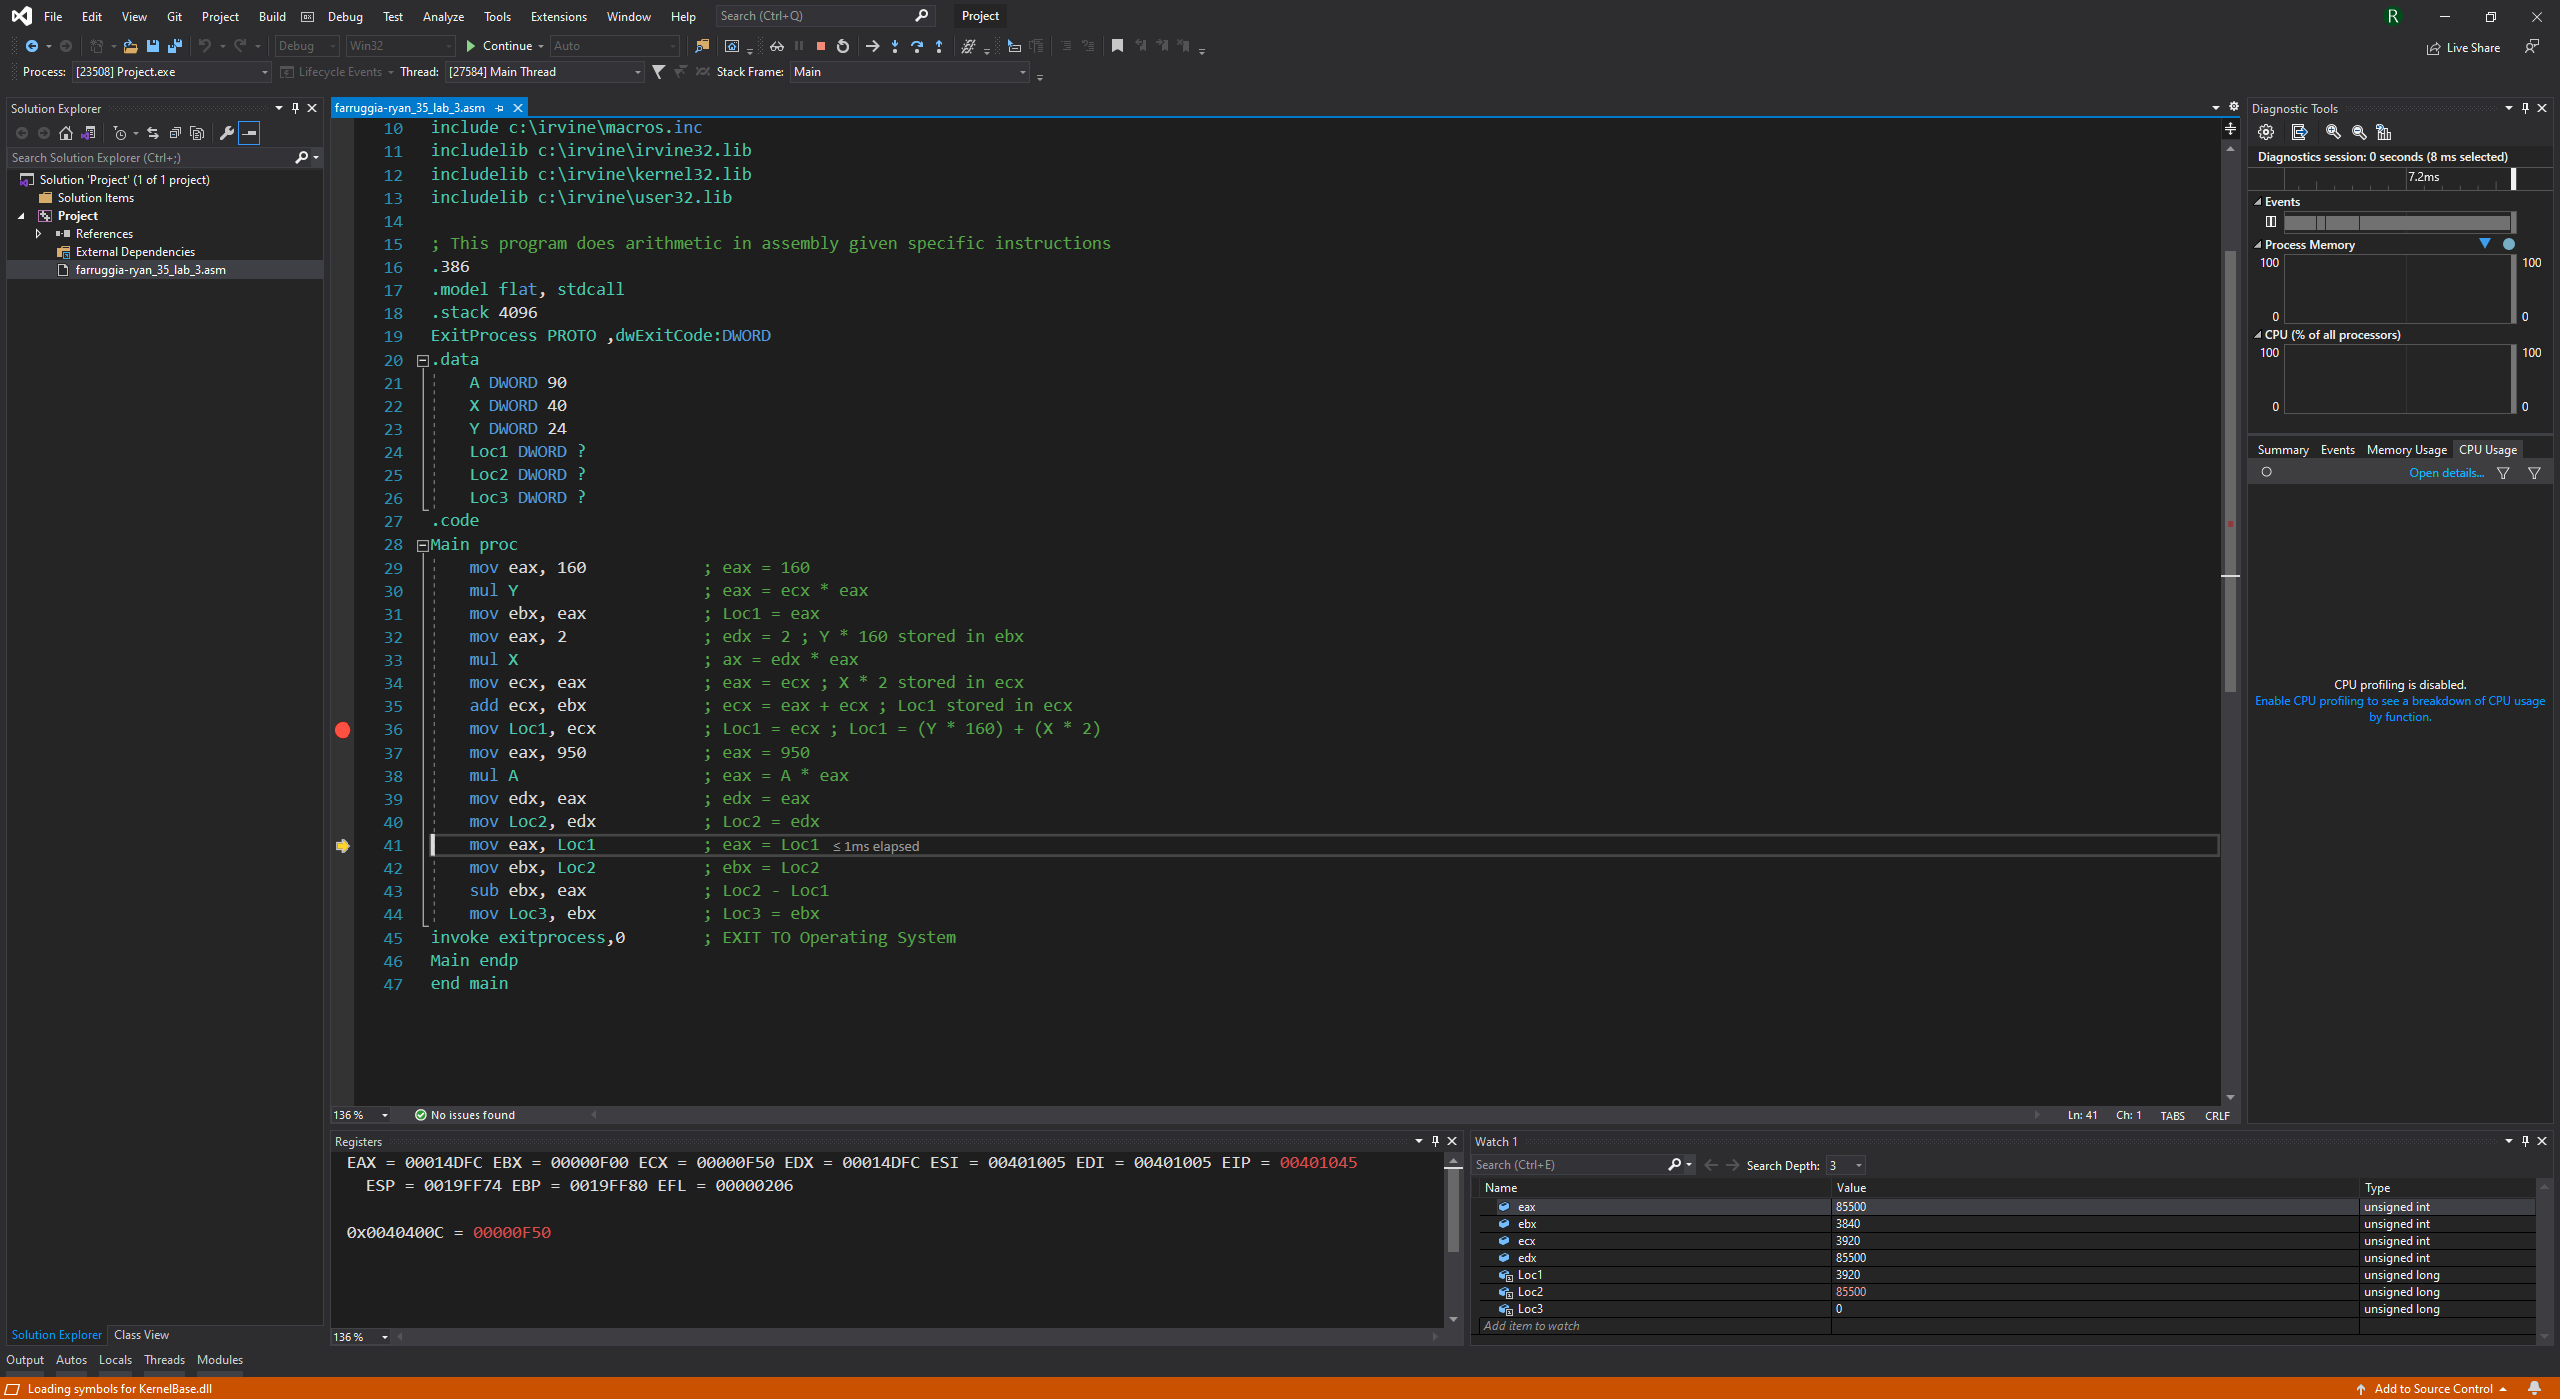 File Edit View Git Project Build Debug Test Analyze Tools Extensions Window Help Search (Ctrl+Q) Project R
Debug Win32 Continue Auto Live Share
Process: [23508] Project.exe Lifecycle Events Thread: [27584] Main Thread Stack Frame: Main
Solution Explorer
Search Solution Explorer (Ctrl+;)
Solution 'Project' (1 of 1 project)
Solution Items
Project
References
External Dependencies
farruggia-ryan_35_lab_3.asm
Solution Explorer Class View
farruggia-ryan_35_lab_3.asm
10 include c:\irvine\macros.inc
11 includelib c:\irvine\irvine32.lib
12 includelib c:\irvine\kernel32.lib
13 includelib c:\irvine\user32.lib
14
15 ; This program does arithmetic in assembly given specific instructions
16 .386
17 .model flat, stdcall
18 .stack 4096
19 ExitProcess PROTO ,dwExitCode:DWORD
20 .data
21 A DWORD 90
22 X DWORD 40
23 Y DWORD 24
24 Loc1 DWORD ?
25 Loc2 DWORD ?
26 Loc3 DWORD ?
27 .code
28 Main proc
29 mov eax, 160 ; eax = 160
30 mul Y ; eax = ecx * eax
31 mov ebx, eax ; Loc1 = eax
32 mov eax, 2 ; edx = 2 ; Y * 160 stored in ebx
33 mul X ; ax = edx * eax
34 mov ecx, eax ; eax = ecx ; X * 2 stored in ecx
35 add ecx, ebx ; ecx = eax + ecx ; Loc1 stored in ecx
36 mov Loc1, ecx ; Loc1 = ecx ; Loc1 = (Y * 160) + (X * 2)
37 mov eax, 950 ; eax = 950
38 mul A ; eax = A * eax
39 mov edx, eax ; edx = eax
40 mov Loc2, edx ; Loc2 = edx
41 mov eax, Loc1 ; eax = Loc1 ≤ 1ms elapsed
42 mov ebx, Loc2 ; ebx = Loc2
43 sub ebx, eax ; Loc2 - Loc1
44 mov Loc3, ebx ; Loc3 = ebx
45 invoke exitprocess,0 ; EXIT TO Operating System
46 Main endp
47 end main
136 % No issues found Ln: 41 Ch: 1 TABS CRLF
Diagnostic Tools
Diagnostics session: 0 seconds (8 ms selected)
7.2ms
Events
Process Memory
100 100
0 0
CPU (% of all processors)
100 100
0 0
Summary Events Memory Usage CPU Usage
Open details...
CPU profiling is disabled.
Enable CPU profiling to see a breakdown of CPU usage
by function.
Registers
EAX = 00014DFC EBX = 00000F00 ECX = 00000F50 EDX = 00014DFC ESI = 00401005 EDI = 00401005 EIP = 00401045
ESP = 0019FF74 EBP = 0019FF80 EFL = 00000206
0x0040400C = 00000F50
136 %
Watch 1
Search (Ctrl+E) Search Depth: 3
Name Value Type
eax 85500 unsigned int
ebx 3840 unsigned int
ecx 3920 unsigned int
edx 85500 unsigned int
Loc1 3920 unsigned long
Loc2 85500 unsigned long
Loc3 0 unsigned long
Add item to watch
Output Autos Locals Threads Modules
Loading symbols for KernelBase.dll Add to Source Control